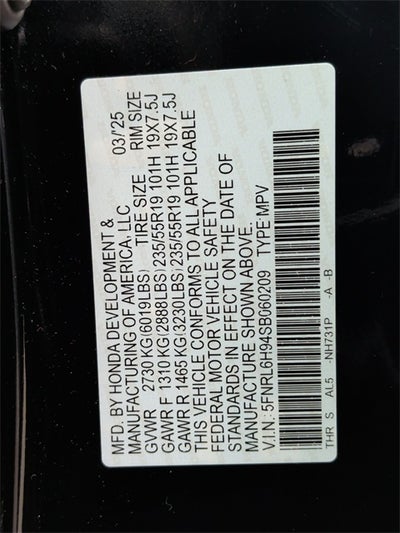 MFD. BY HONDA DEVELOPMENT & 03/'25
MANUFACTURING OF AMERICA, LLC
GVWR 2730 KG(6019LBS) TIRE SIZE RIM SIZE
GAWR F 1310 KG(2888LBS) 235/55R19 101H 19X7.5J
GAWR R 1465 KG(3230LBS) 235/55R19 101H 19X7.5J
THIS VEHICLE CONFORMS TO ALL APPLICABLE
FEDERAL MOTOR VEHICLE SAFETY
STANDARDS IN EFFECT ON THE DATE OF
MANUFACTURE SHOWN ABOVE.
V.I.N.: 5FNRL6H94SB060209 TYPE: MPV
THR S AL5 -NH731P -A -B